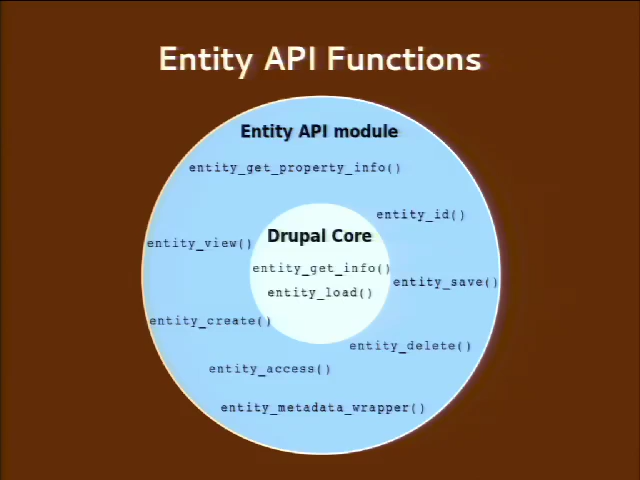 Entity API Functions
Entity API module
entity_get_property_info()
entity_id()
Drupal Core
entity_view()
entity_get_info()
entity_save()
entity_load()
entity_create()
entity_delete()
entity_access()
entity_metadata_wrapper()